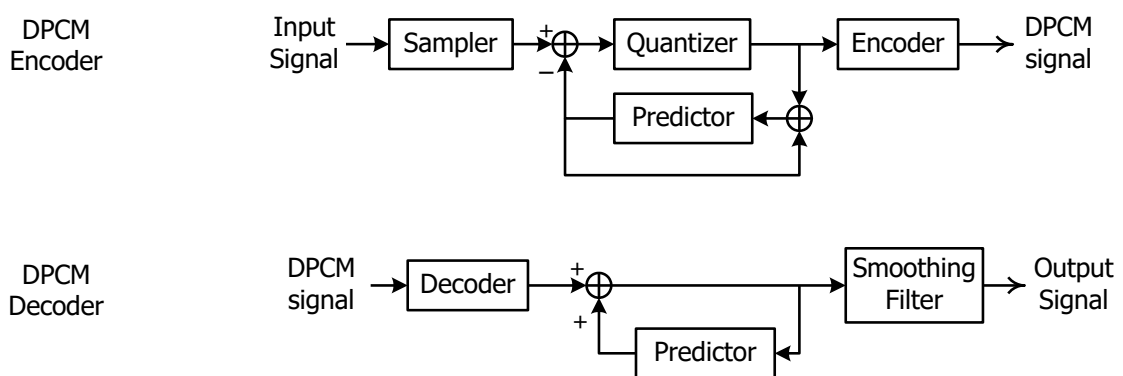 DPCM
Encoder
Input
Signal
Sampler
+
−
Quantizer
Encoder
DPCM
signal
Predictor
DPCM
Decoder
DPCM
signal
Decoder
+
+
Smoothing
Filter
Output
Signal
Predictor